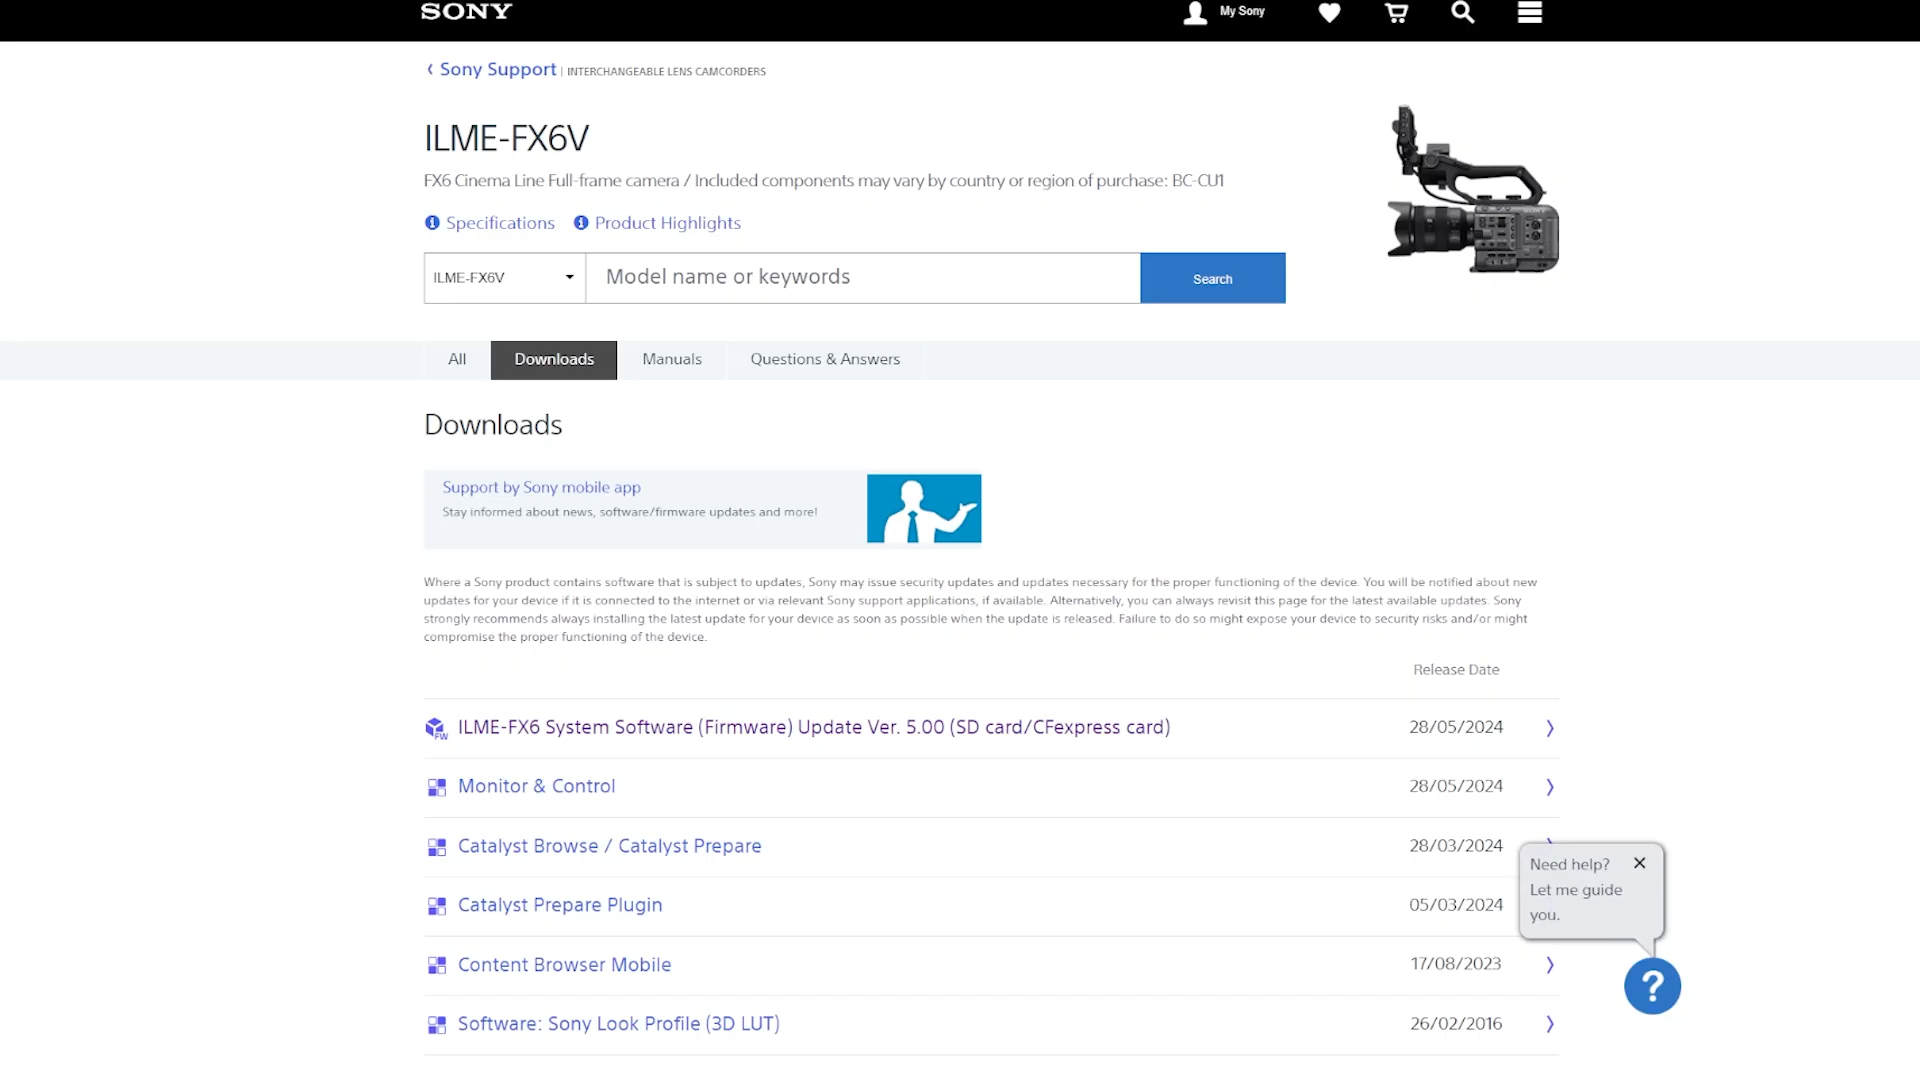 SONY
My Sony
Sony Support | INTERCHANGEABLE LENS CAMCORDERS
ILME-FX6V
FX6 Cinema Line Full-frame camera / Included components may vary by country or region of purchase: BC-CU1
Specifications Product Highlights
ILME-FX6V Model name or keywords Search
All Downloads Manuals Questions & Answers
Downloads
Support by Sony mobile app
Stay informed about news, software/firmware updates and more!
Where a Sony product contains software that is subject to updates, Sony may issue security updates and updates necessary for the proper functioning of the device. You will be notified about new
updates for your device if it is connected to the internet or via relevant Sony support applications, if available. Alternatively, you can always revisit this page for the latest available updates. Sony
strongly recommends always installing the latest update for your device as soon as possible when the update is released. Failure to do so might expose your device to security risks and/or might
compromise the proper functioning of the device.
Release Date
FW ILME-FX6 System Software (Firmware) Update Ver. 5.00 (SD card/CFexpress card) 28/05/2024
Monitor & Control 28/05/2024
Catalyst Browse / Catalyst Prepare 28/03/2024
Need help?
Let me guide
you.
Catalyst Prepare Plugin 05/03/2024
Content Browser Mobile 17/08/2023
?
Software: Sony Look Profile (3D LUT) 26/02/2016